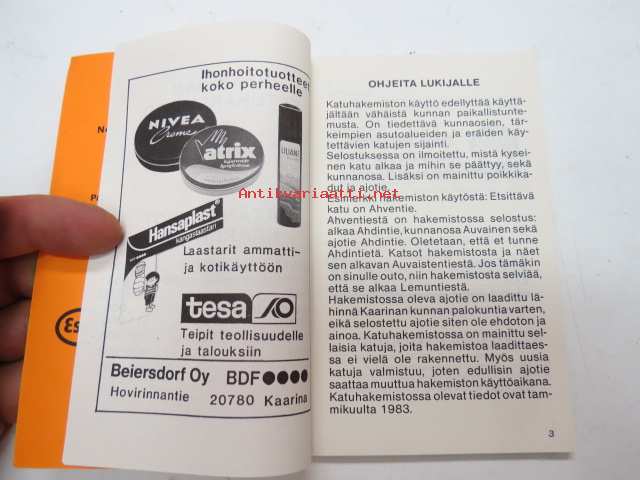 Ihonhoitotuotteet
koko perheelle
NIVEA
Creme
atrix
Hansaplast
kangaslaastari
Laastarit ammatti-
ja kotikäyttöön
tesa
Teipit teollisuudelle
ja talouksiin
Beiersdorf Oy BDF
Hovirinnantie 20780 Kaarina
Antikvariaatti.net
OHJEITA LUKIJALLE
Katuhakemiston käyttö edellyttää käyttä-
jältään vähäistä kunnan paikallistunte-
musta. On tiedettävä kunnaosien, tär-
keimpien asutoalueiden ja eräiden käy-
tettävien katujen sijainti.
Selostuksessa on ilmoitettu, mistä kysei-
nen katu alkaa ja mihin se päättyy, sekä
kunnanosa. Lisäksi on mainittu poikkika-
dut ja ajotie.
Esimerkki hakemiston käytöstä: Etsittävä
katu on Ahventie.
Ahventiestä on hakemistossa selostus:
alkaa Ahdintie, kunnanosa Auvainen sekä
ajotie Ahdintie. Oletetaan, että et tunne
Ahdintietä. Katsot hakemistosta ja näet
sen alkavan Auvaistentiestä. Jos tämäkin
on sinulle outo, niin hakemistosta selviää,
että se alkaa Lemuntiestä.
Hakemistossa oleva ajotie on laadittu lä-
hinnä Kaarinan kunnan palokuntia varten,
eikä selostettu ajotie siten ole ehdoton ja
ainoa. Katuhakemistossa on mainittu sel-
laisia katuja, joita hakemistoa laadittaes-
sa ei vielä ole rakennettu. Myös uusia
katuja valmistuu, joten edullisin ajotie
saattaa muuttua hakemiston käyttöaikana.
Katuhakemistossa olevat tiedot ovat tam-
mikuulta 1983.
3